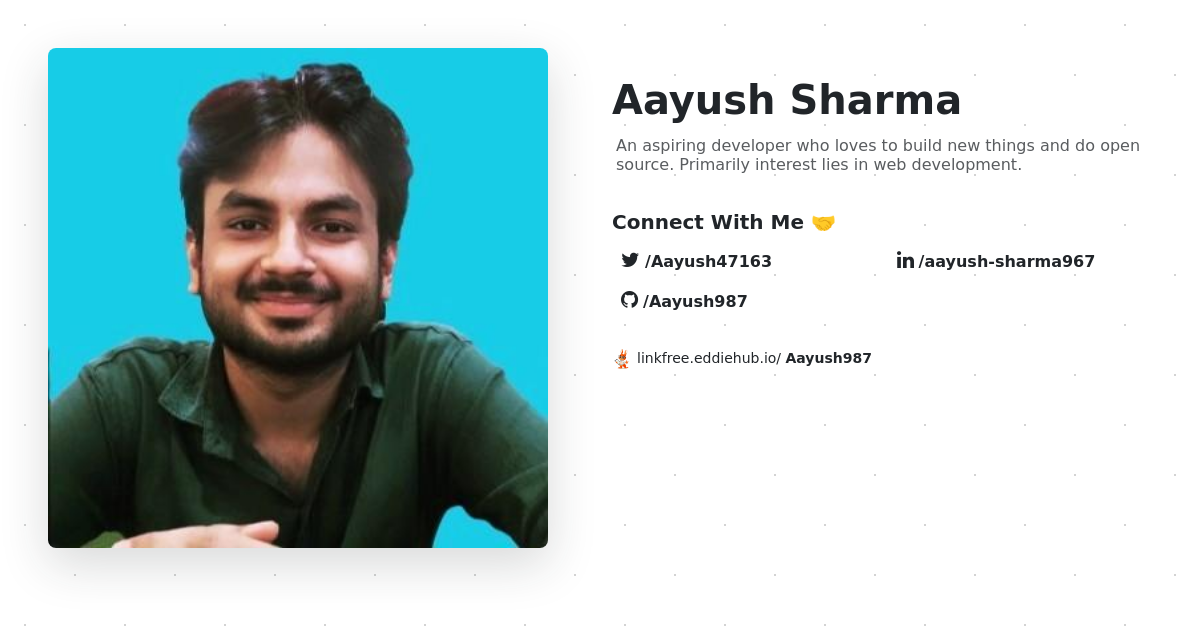 Aayush Sharma
An aspiring developer who loves to build new things and do open
source. Primarily interest lies in web development.
Connect With Me 🤝
/Aayush47163
/aayush-sharma967
/Aayush987
linkfree.eddiehub.io/ Aayush987